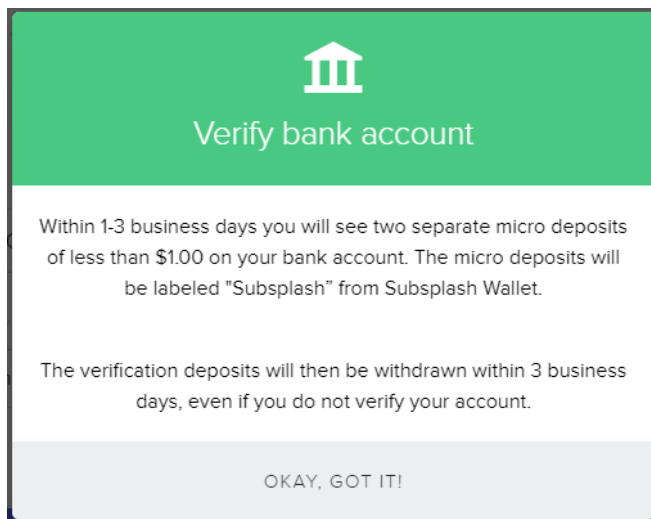 Verify bank account
Within 1-3 business days you will see two separate micro deposits
of less than $1.00 on your bank account. The micro deposits will
be labeled "Subsplash” from Subsplash Wallet.
The verification deposits will then be withdrawn within 3 business
days, even if you do not verify your account.
OKAY, GOT IT!